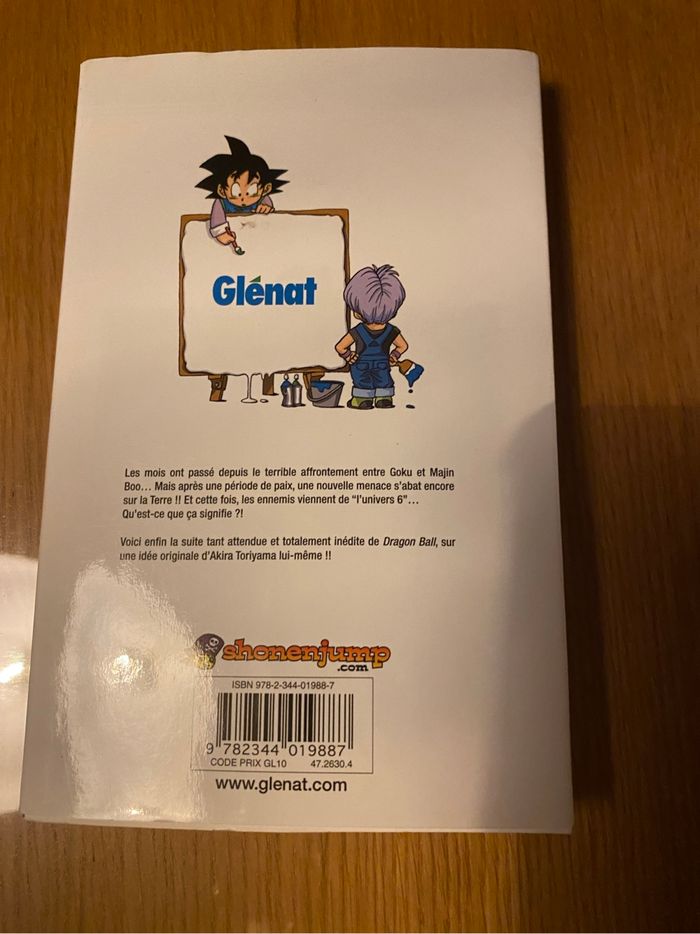 Glénat
Les mois ont passé depuis le terrible affrontement entre Goku et Majin
Boo… Mais après une période de paix, une nouvelle menace s'abat encore
sur la Terre !! Et cette fois, les ennemis viennent de "l'univers 6"…
Qu'est-ce que ça signifie ?!
Voici enfin la suite tant attendue et totalement inédite de Dragon Ball, sur
une idée originale d'Akira Toriyama lui-même !!
shonenjump
.com
ISBN 978-2-344-01988-7
9 782344 019887
CODE PRIX GL10 47.2630.4
www.glenat.com